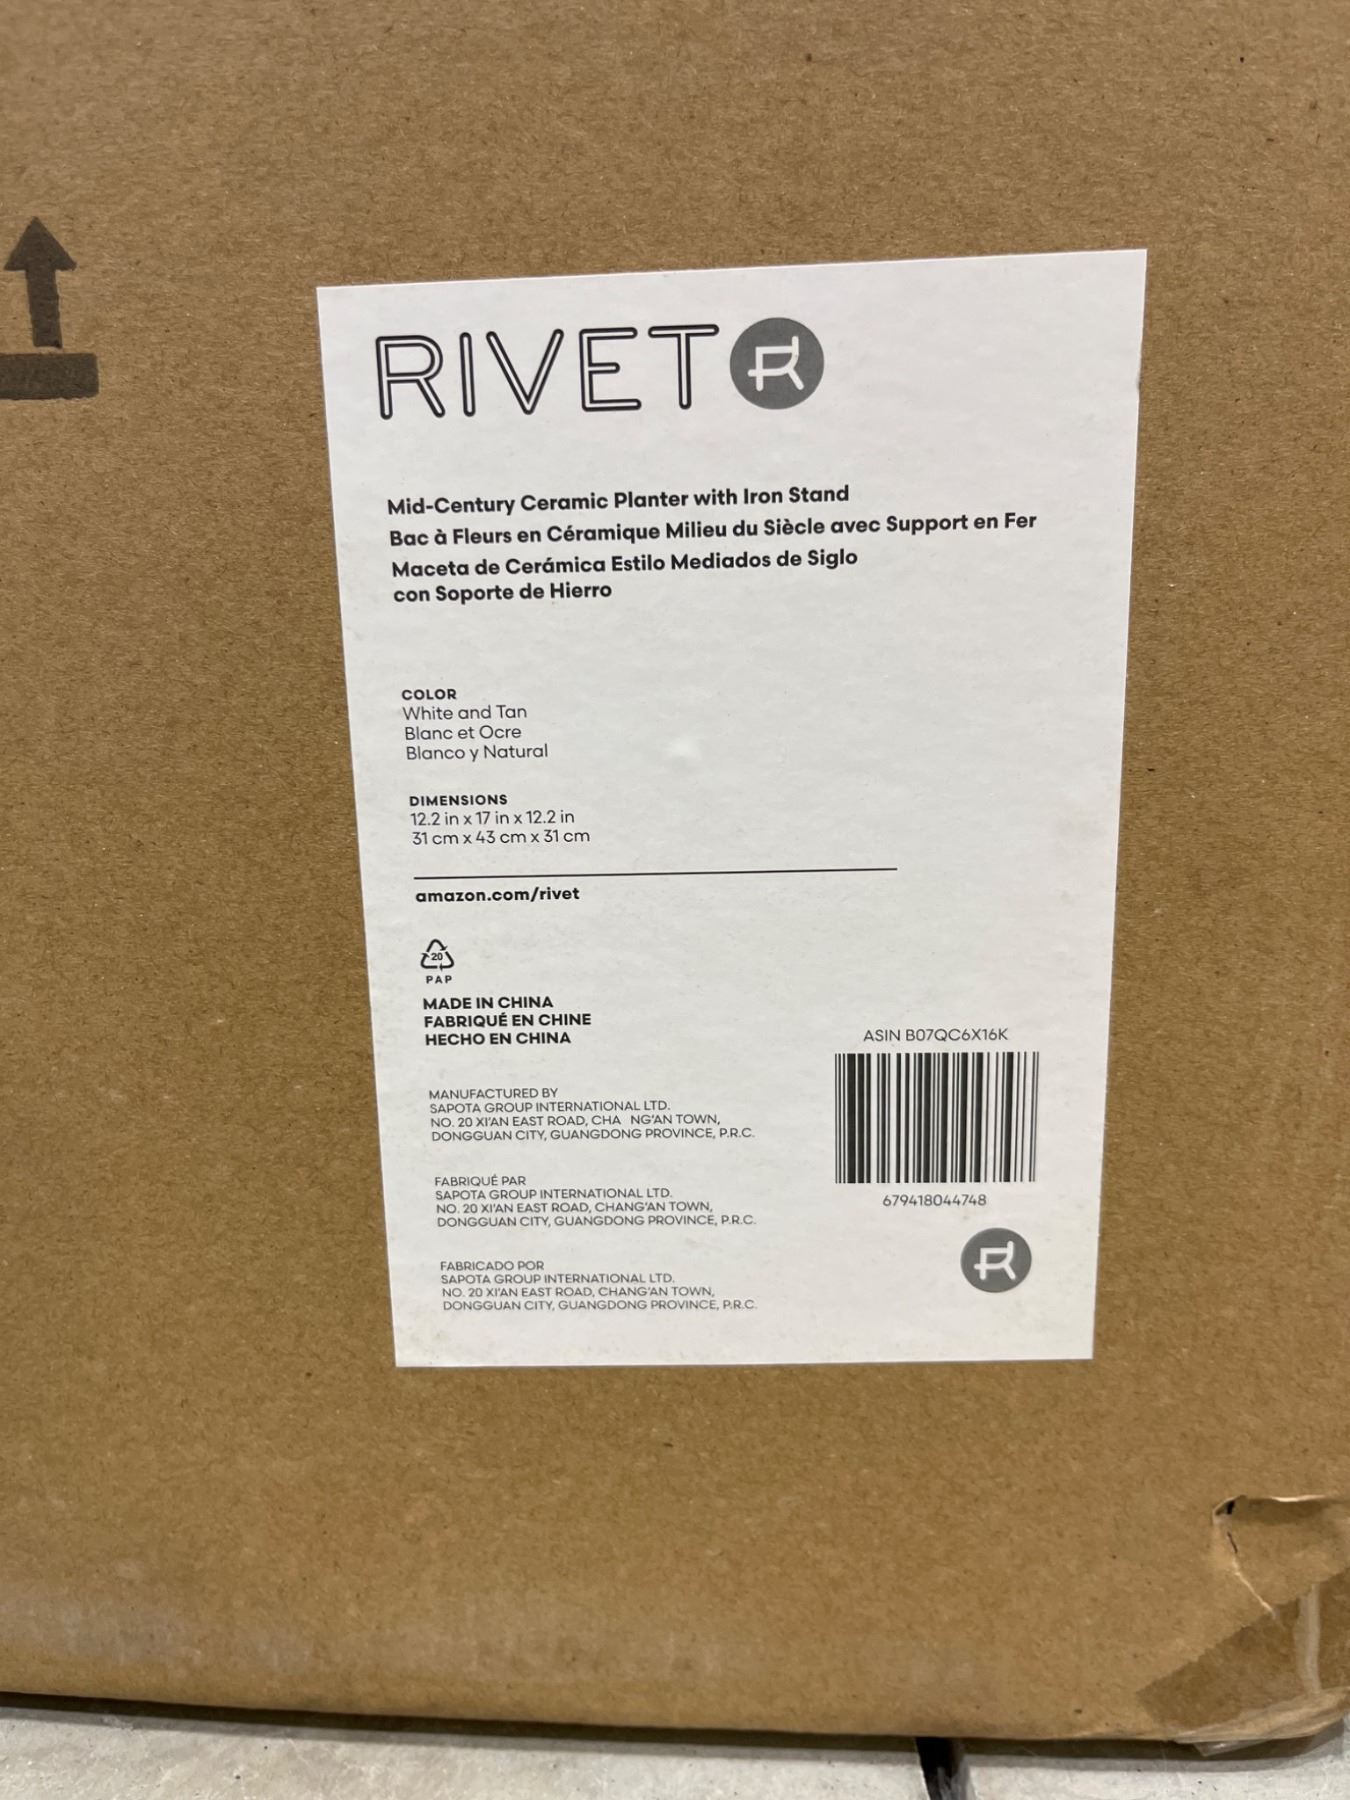 RIVET R
Mid-Century Ceramic Planter with Iron Stand
Bac à Fleurs en Céramique Milieu du Siècle avec Support en Fer
Maceta de Cerámica Estilo Mediados de Siglo
con Soporte de Hierro
COLOR
White and Tan
Blanc et Ocre
Blanco y Natural
DIMENSIONS
12.2 in x 17 in x 12.2 in
31 cm x 43 cm x 31 cm
amazon.com/rivet
20
PAP
MADE IN CHINA
FABRIQUÉ EN CHINE
HECHO EN CHINA
MANUFACTURED BY
SAPOTA GROUP INTERNATIONAL LTD.
NO. 20 XI'AN EAST ROAD, CHA NG'AN TOWN,
DONGGUAN CITY, GUANGDONG PROVINCE, P.R.C.
FABRIQUÉ PAR
SAPOTA GROUP INTERNATIONAL LTD.
NO. 20 XI'AN EAST ROAD, CHANG'AN TOWN,
DONGGUAN CITY, GUANGDONG PROVINCE, P.R.C.
FABRICADO POR
SAPOTA GROUP INTERNATIONAL LTD.
NO. 20 XI'AN EAST ROAD, CHANG'AN TOWN,
DONGGUAN CITY, GUANGDONG PROVINCE, P.R.C.
ASIN B07QC6X16K
679418044748
R